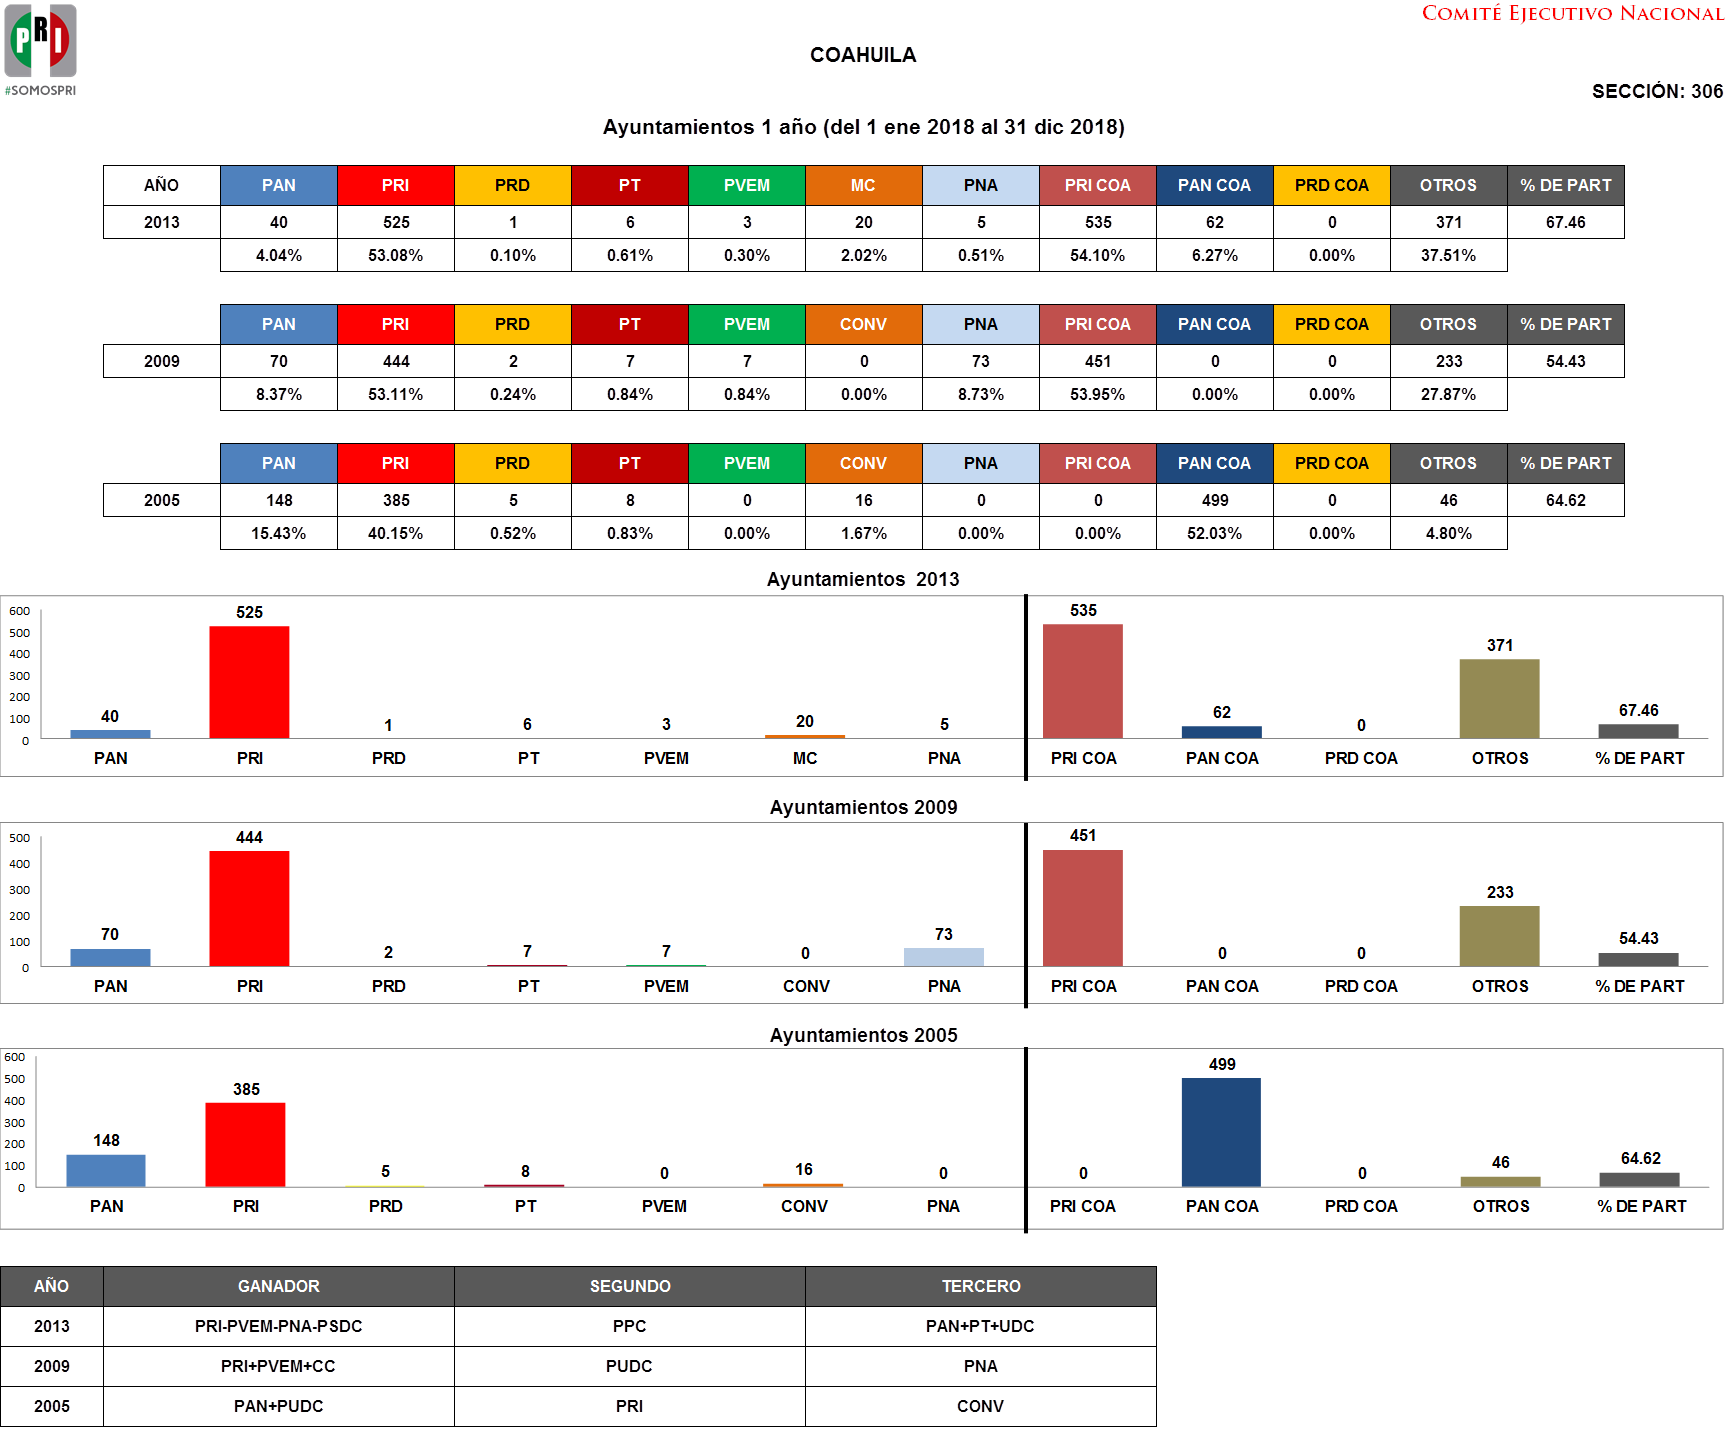 PRI
#SOMOSPRI
COMITÉ EJECUTIVO NACIONAL
COAHUILA
SECCIÓN: 306
Ayuntamientos 1 año (del 1 ene 2018 al 31 dic 2018)
AÑO PAN PRI PRD PT PVEM MC PNA PRI COA PAN COA PRD COA OTROS % DE PART
2013 40 525 1 6 3 20 5 535 62 0 371 67.46
4.04% 53.08% 0.10% 0.61% 0.30% 2.02% 0.51% 54.10% 6.27% 0.00% 37.51%
PAN PRI PRD PT PVEM CONV PNA PRI COA PAN COA PRD COA OTROS % DE PART
2009 70 444 2 7 7 0 73 451 0 0 233 54.43
8.37% 53.11% 0.24% 0.84% 0.84% 0.00% 8.73% 53.95% 0.00% 0.00% 27.87%
PAN PRI PRD PT PVEM CONV PNA PRI COA PAN COA PRD COA OTROS % DE PART
2005 148 385 5 8 0 16 0 0 499 0 46 64.62
15.43% 40.15% 0.52% 0.83% 0.00% 1.67% 0.00% 0.00% 52.03% 0.00% 4.80%
Ayuntamientos 2013
600
500
400
300
200
100
0
40 525 1 6 3 20 5 535 62 0 371 67.46
PAN PRI PRD PT PVEM MC PNA PRI COA PAN COA PRD COA OTROS % DE PART
Ayuntamientos 2009
500
400
300
200
100
0
70 444 2 7 7 0 73 451 0 0 233 54.43
PAN PRI PRD PT PVEM CONV PNA PRI COA PAN COA PRD COA OTROS % DE PART
Ayuntamientos 2005
600
500
400
300
200
100
0
148 385 5 8 0 16 0 0 499 0 46 64.62
PAN PRI PRD PT PVEM CONV PNA PRI COA PAN COA PRD COA OTROS % DE PART
AÑO GANADOR SEGUNDO TERCERO
2013 PRI-PVEM-PNA-PSDC PPC PAN+PT+UDC
2009 PRI+PVEM+CC PUDC PNA
2005 PAN+PUDC PRI CONV